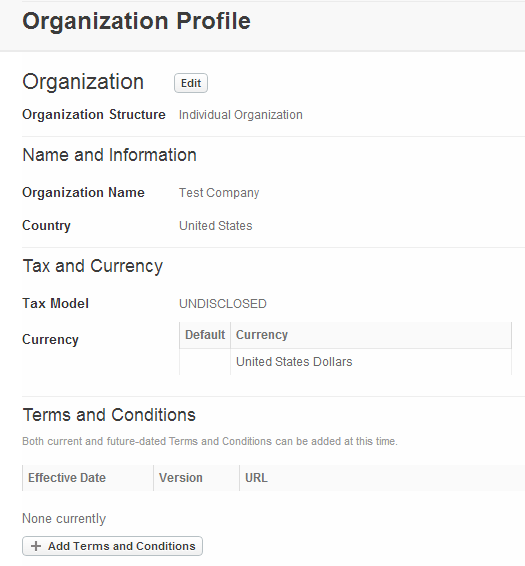 Organization Profile
Organization Edit
Organization Structure Individual Organization
Name and Information
Organization Name Test Company
Country United States
Tax and Currency
Tax Model UNDISCLOSED
Currency Default Currency
United States Dollars
Terms and Conditions
Both current and future-dated Terms and Conditions can be added at this time.
Effective Date Version URL
None currently
+ Add Terms and Conditions